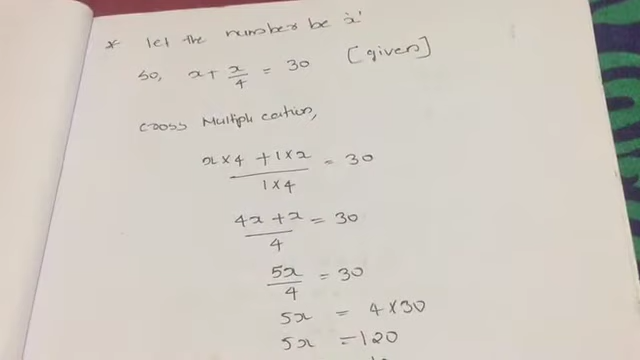 * let the number be 'x'
so, x + x/4 = 30 [given]
cross Multiplication,
x×4 + 1×x / 1×4 = 30
4x + x / 4 = 30
5x/4 = 30
5x = 4×30
5x = 120